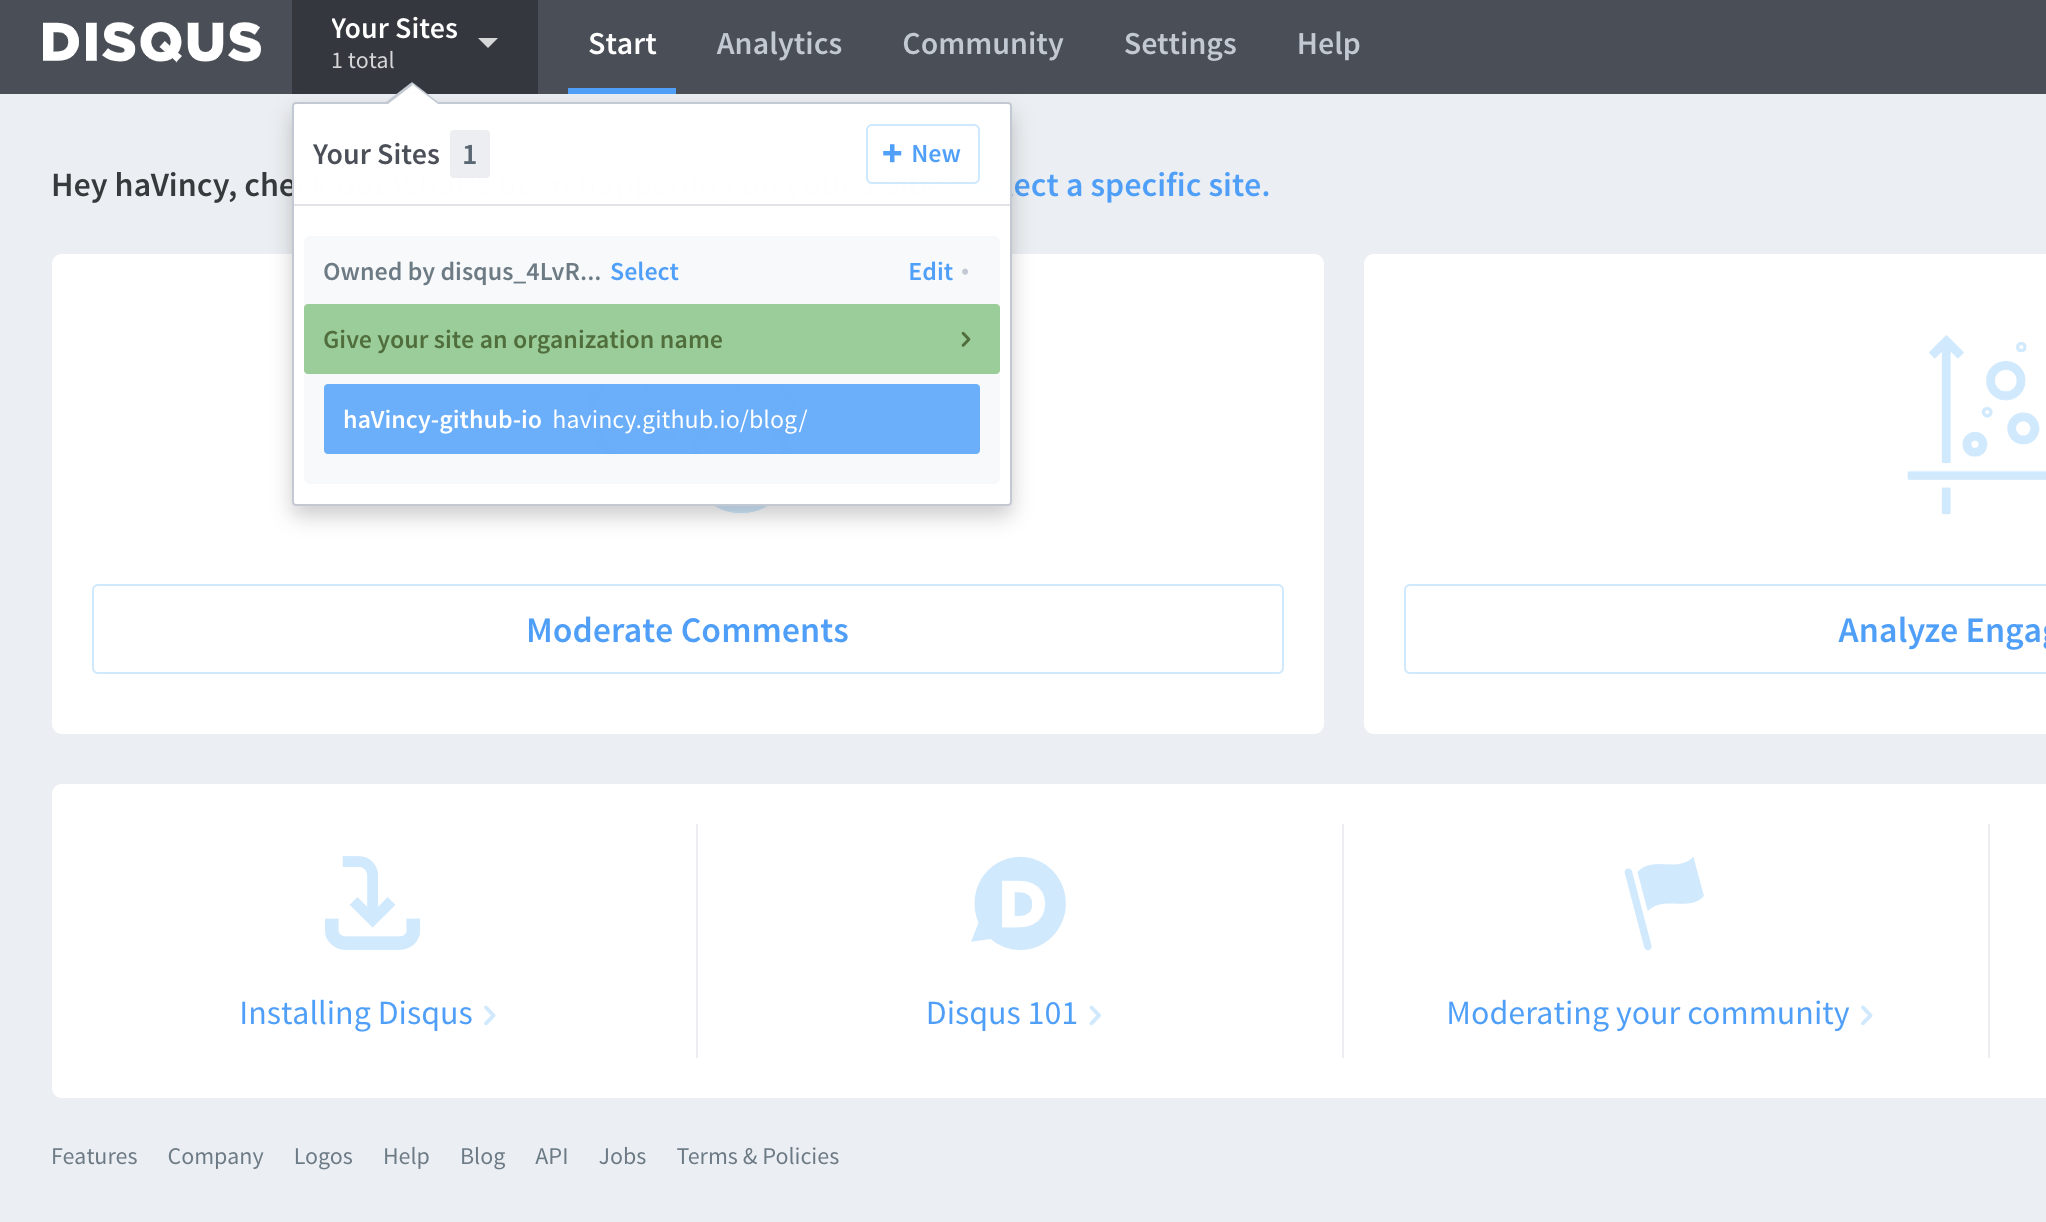 DISQUS
Your Sites
1 total
Start
Analytics
Community
Settings
Help
Your Sites 1
+ New
Hey haVincy, che
ect a specific site.
Owned by disqus_4LvR... Select
Edit •
Give your site an organization name
haVincy-github-io havincy.github.io/blog/
Moderate Comments
Analyze Engag
Installing Disqus
Disqus 101
Moderating your community
Features
Company
Logos
Help
Blog
API
Jobs
Terms & Policies